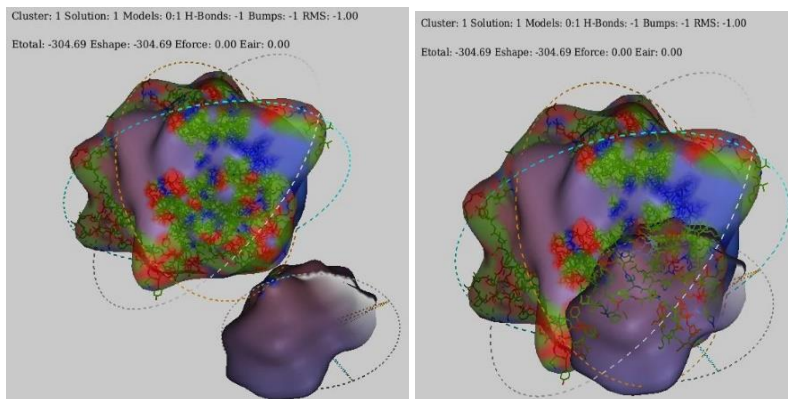 Cluster: 1 Solution: 1 Models: 0:1 H-Bonds: -1 Bumps: -1 RMS: -1.00
Etotal: -304.69 Eshape: -304.69 Eforce: 0.00 Eair: 0.00
Cluster: 1 Solution: 1 Models: 0:1 H-Bonds: -1 Bumps: -1 RMS: -1.00
Etotal: -304.69 Eshape: -304.69 Eforce: 0.00 Eair: 0.00